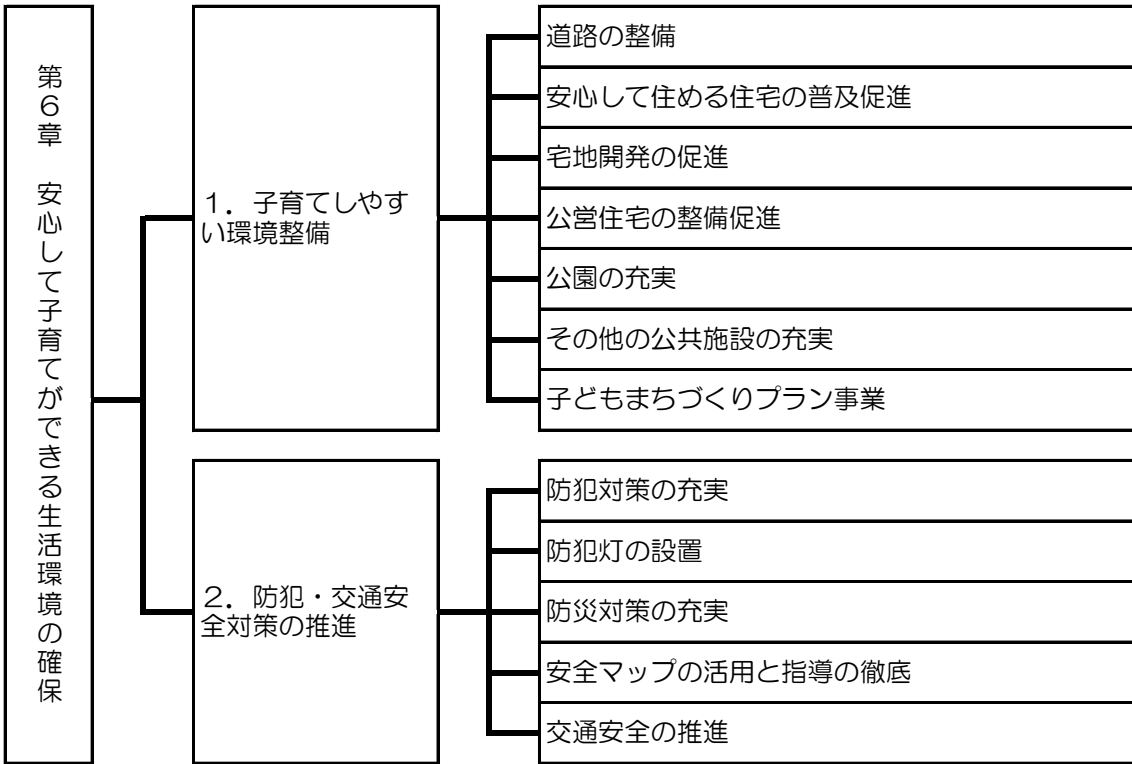 第６章　安心して子育てができる生活環境の確保
１．子育てしやす
い環境整備
道路の整備
安心して住める住宅の普及促進
宅地開発の促進
公営住宅の整備促進
公園の充実
その他の公共施設の充実
子どもまちづくりプラン事業
２．防犯・交通安
全対策の推進
防犯対策の充実
防犯灯の設置
防災対策の充実
安全マップの活用と指導の徹底
交通安全の推進